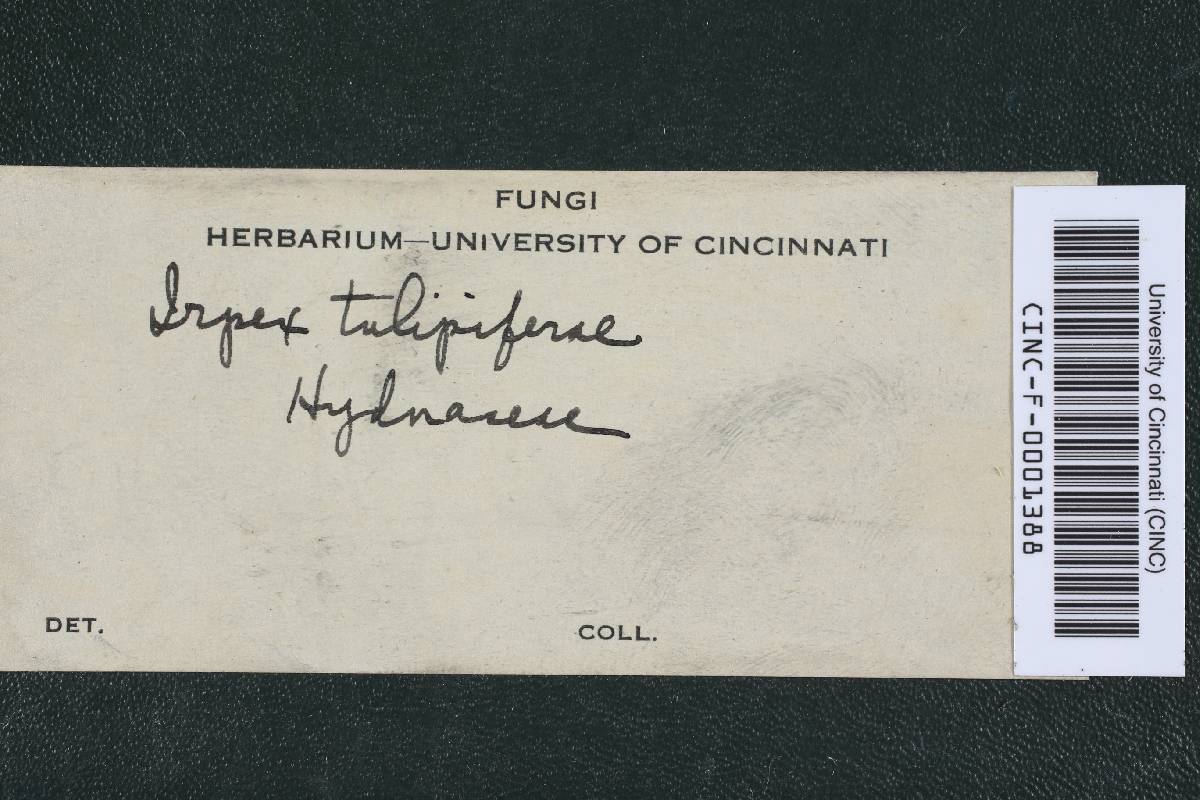 FUNGI
HERBARIUM—UNIVERSITY OF CINCINNATI
Irpex tulipiferae
Hydnaceae
DET.
COLL.
University of Cincinnati (CINC)
CINC-F-0001388